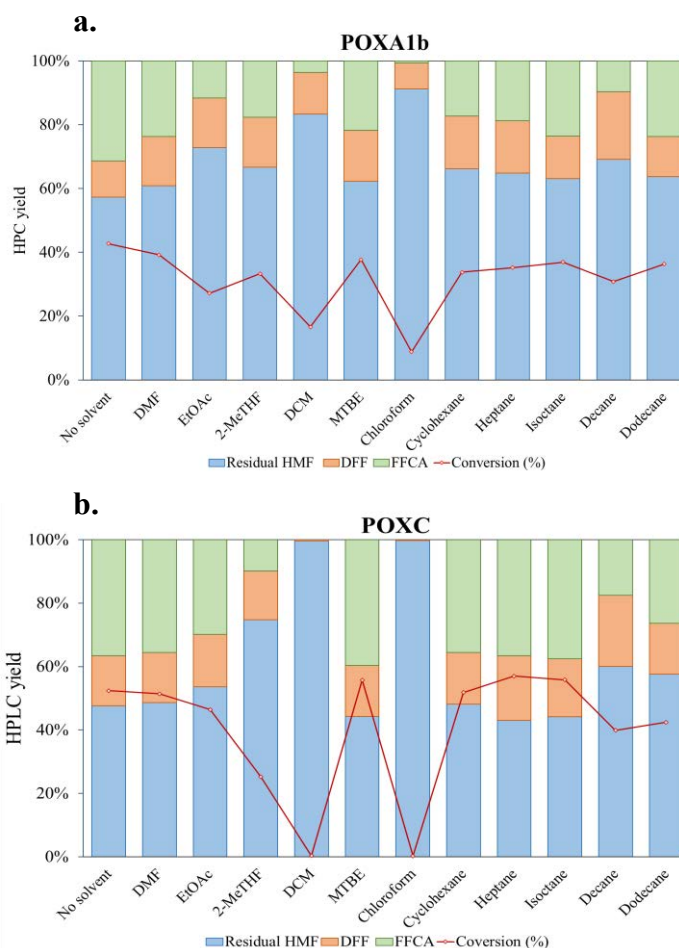 a.
POXA1b
100%
80%
60%
40%
20%
0%
HPC yield
No solvent
DMF
EtOAc
2-MeTHF
DCM
MTBE
Chloroform
Cyclohexane
Heptane
Isoctane
Decane
Dodecane
Residual HMF DFF FFCA Conversion (%)
b.
POXC
100%
80%
60%
40%
20%
0%
HPLC yield
No solvent
DMF
EtOAc
2-MeTHF
DCM
MTBE
Chloroform
Cyclohexane
Heptane
Isoctane
Decane
Dodecane
Residual HMF DFF FFCA Coversion (%)